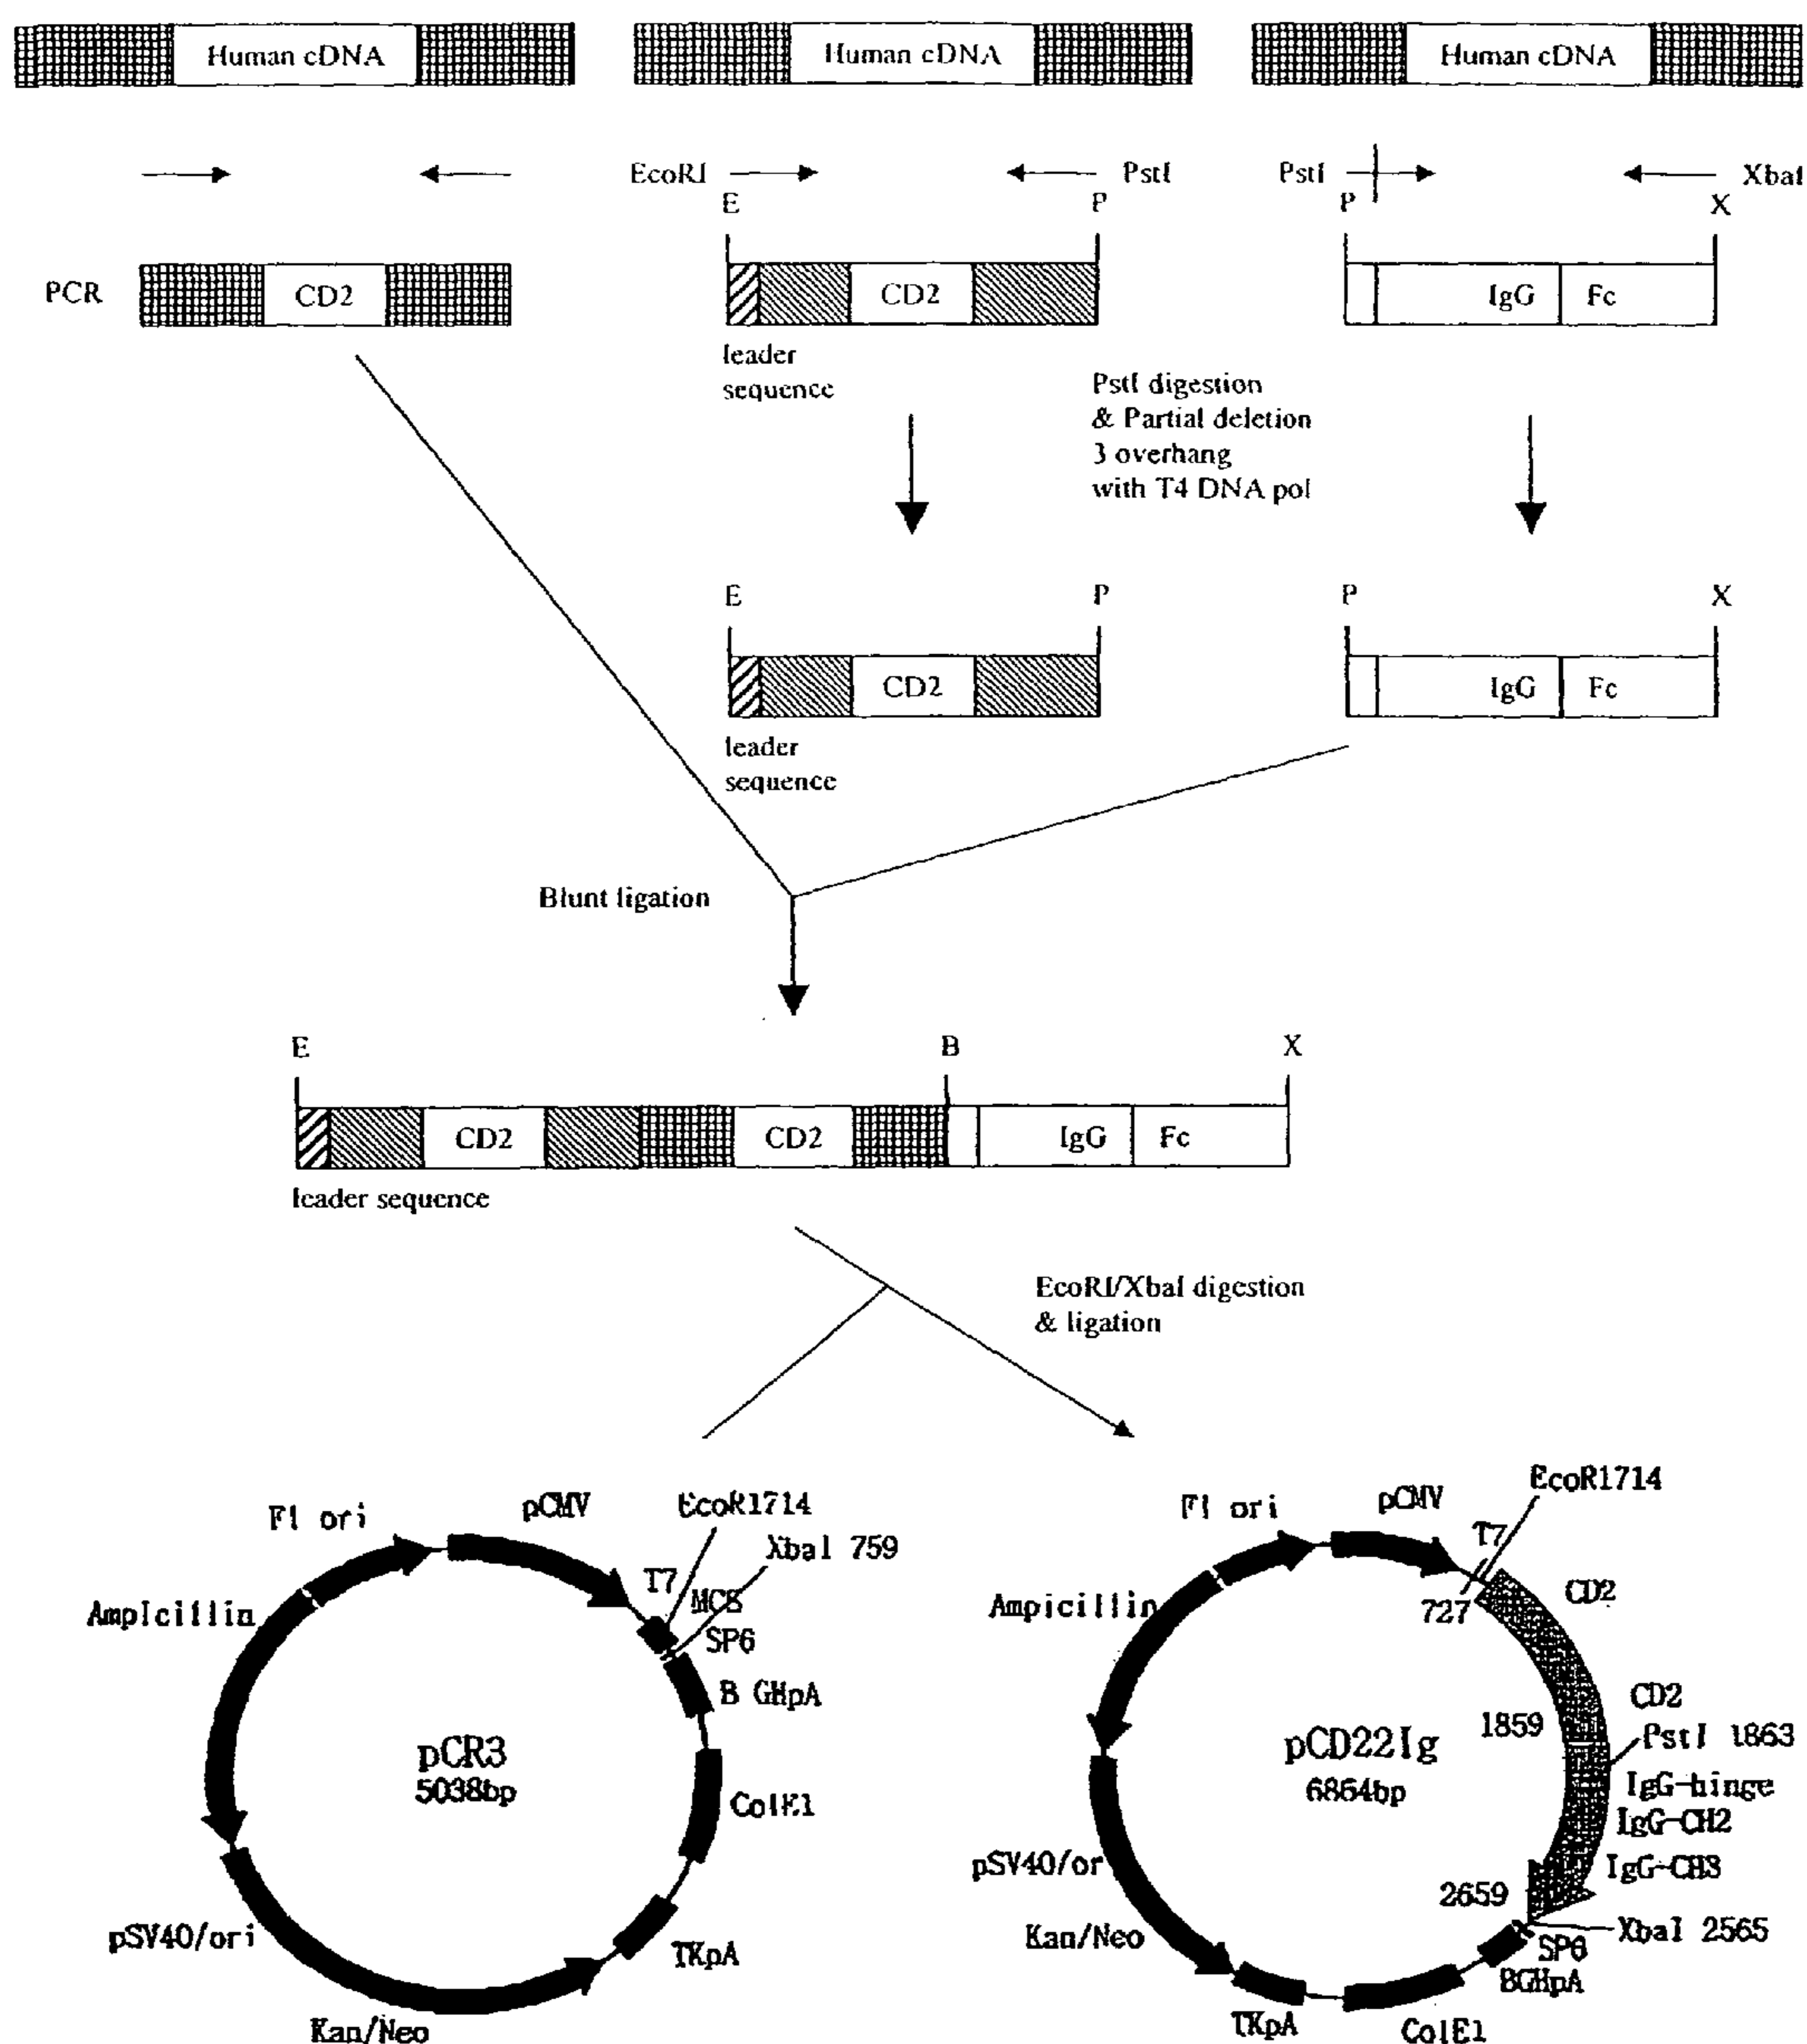 Human cDNA
Human cDNA
Human cDNA
EcoRI
PstI
PstI
XbaI
E
P
P
X
PCR
CD2
CD2
IgG
Fc
leader
sequence
PstI digestion
& Partial deletion
3 overhang
with T4 DNA pol
E
P
P
X
CD2
IgG
Fc
leader
sequence
Blunt ligation
E
B
X
CD2
CD2
IgG
Fc
leader sequence
EcoRI/XbaI digestion
& ligation
F1 ori
pCMV
EcoR1714
Xbal 759
T7
MCS
SP6
Ampicillin
B GHpA
pCR3
5038bp
ColE1
pSV40/ori
TKpA
Kan/Neo
F1 ori
pCMV
EcoR1714
T7
727
CD2
Ampicillin
CD2
1859
PstI 1863
pCD22Ig
6864bp
IgG-hinge
IgG-CH2
IgG-CH3
pSV40/or
2659
Xbal 2565
Kan/Neo
SP6
BGHpA
TKpA
ColE1